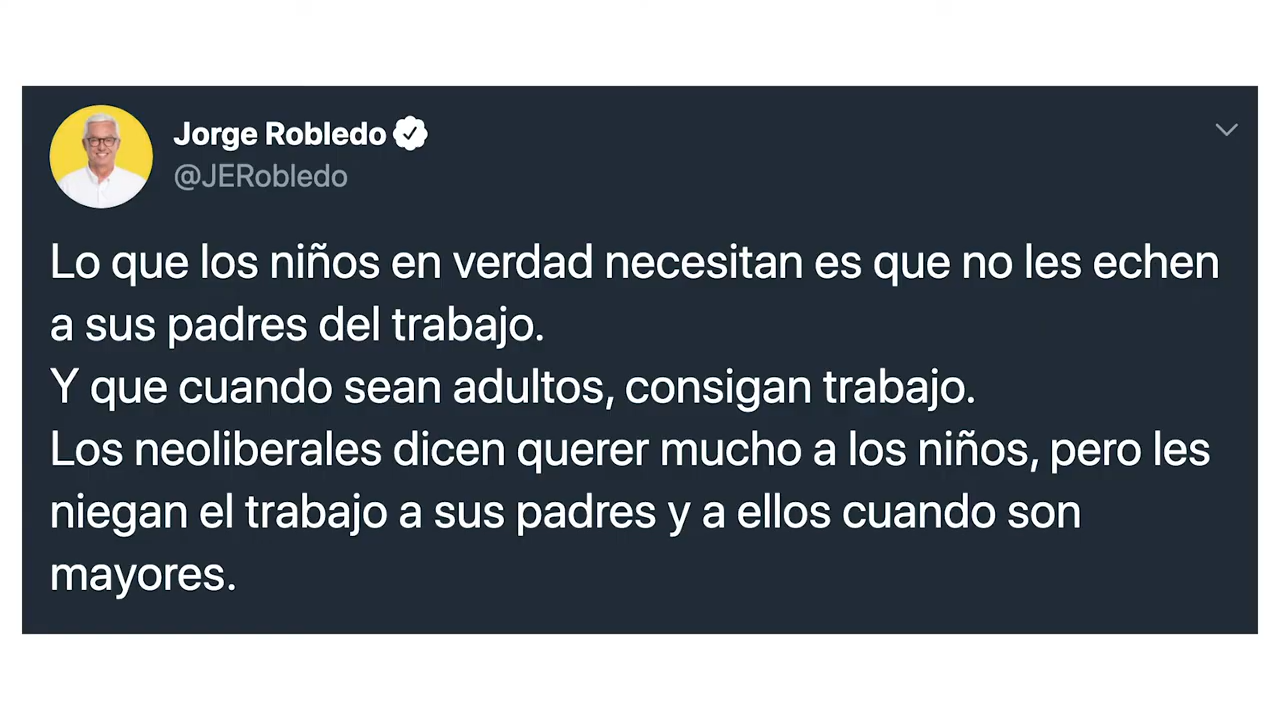 Jorge Robledo
@JERobledo
Lo que los niños en verdad necesitan es que no les echen
a sus padres del trabajo.
Y que cuando sean adultos, consigan trabajo.
Los neoliberales dicen querer mucho a los niños, pero les
niegan el trabajo a sus padres y a ellos cuando son
mayores.